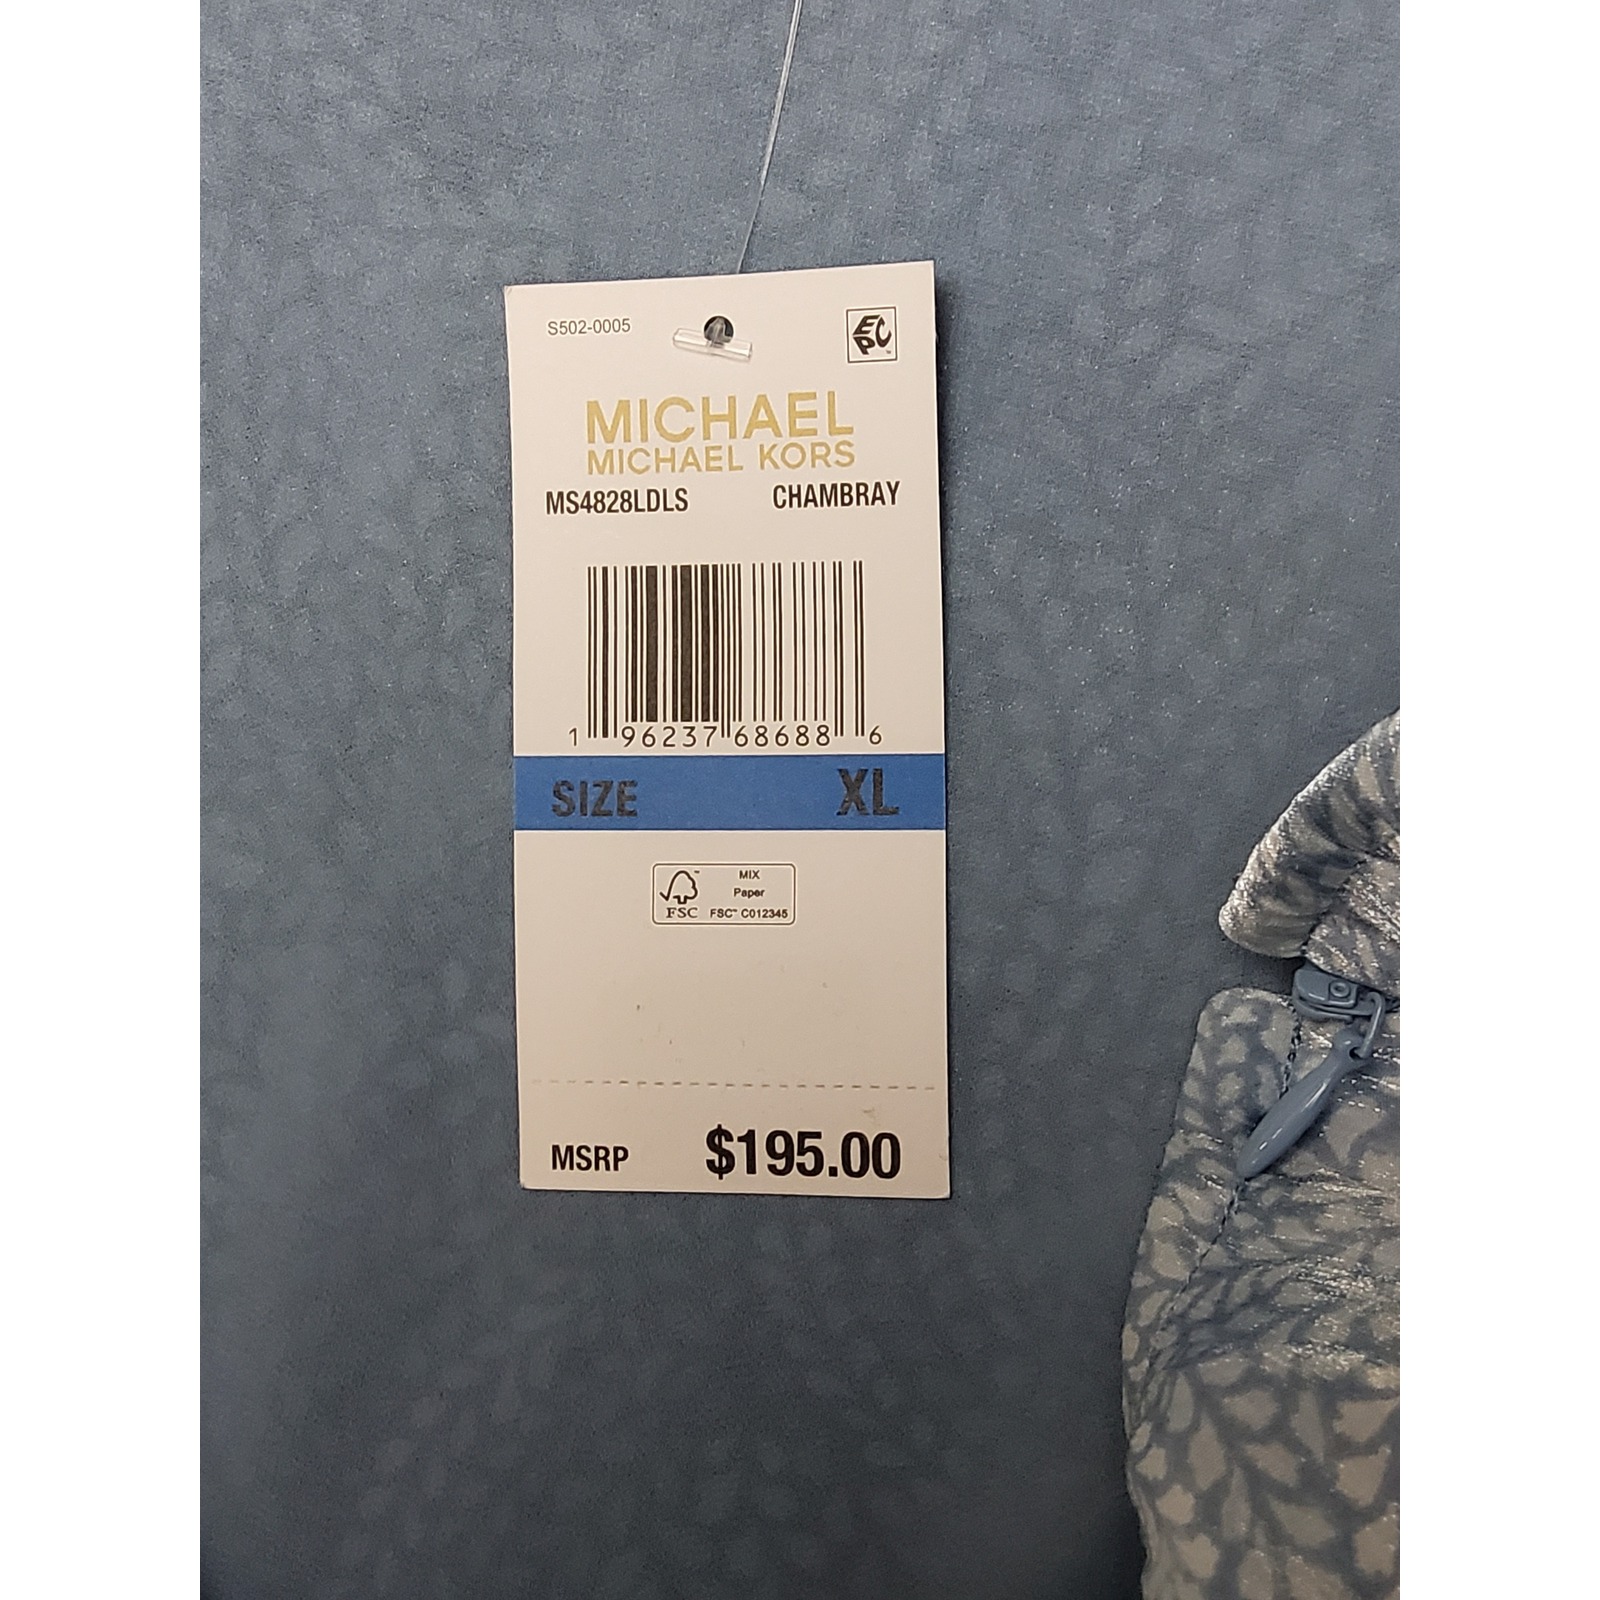 S502-0005
EPC
MICHAEL
MICHAEL KORS
MS4828LDLS CHAMBRAY
1 96237 68688 6
SIZE XL
MIX
Paper
FSC™ FSC™ C012345
MSRP $195.00